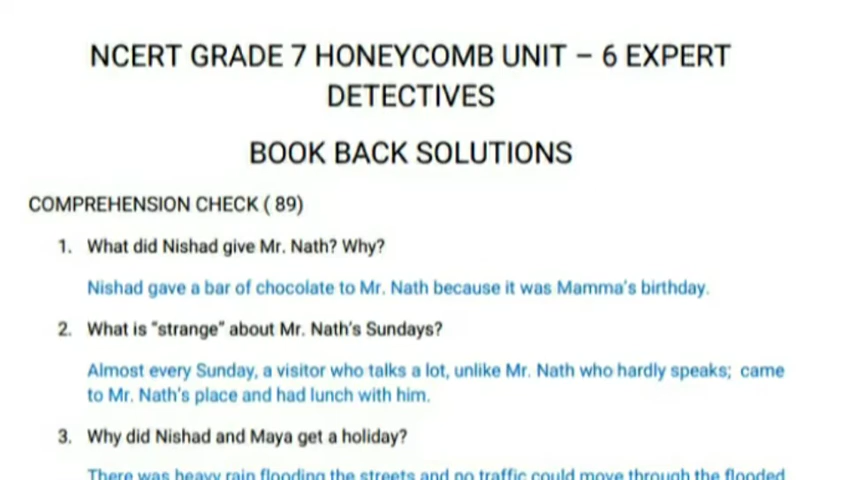 NCERT GRADE 7 HONEYCOMB UNIT – 6 EXPERT
DETECTIVES
BOOK BACK SOLUTIONS
COMPREHENSION CHECK ( 89)
1. What did Nishad give Mr. Nath? Why?
Nishad gave a bar of chocolate to Mr. Nath because it was Mamma's birthday.
2. What is “strange” about Mr. Nath's Sundays?
Almost every Sunday, a visitor who talks a lot, unlike Mr. Nath who hardly speaks; came
to Mr. Nath's place and had lunch with him.
3. Why did Nishad and Maya get a holiday?
There was heavy rain flooding the streets and no traffic could move through the flooded